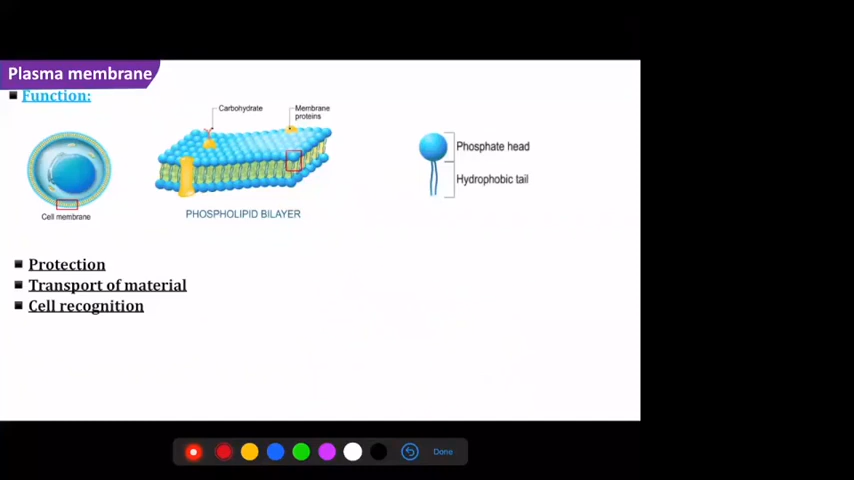 Plasma membrane
Function:
Carbohydrate
Membrane
proteins
Phosphate head
Hydrophobic tail
Cell membrane
PHOSPHOLIPID BILAYER
Protection
Transport of material
Cell recognition
Done